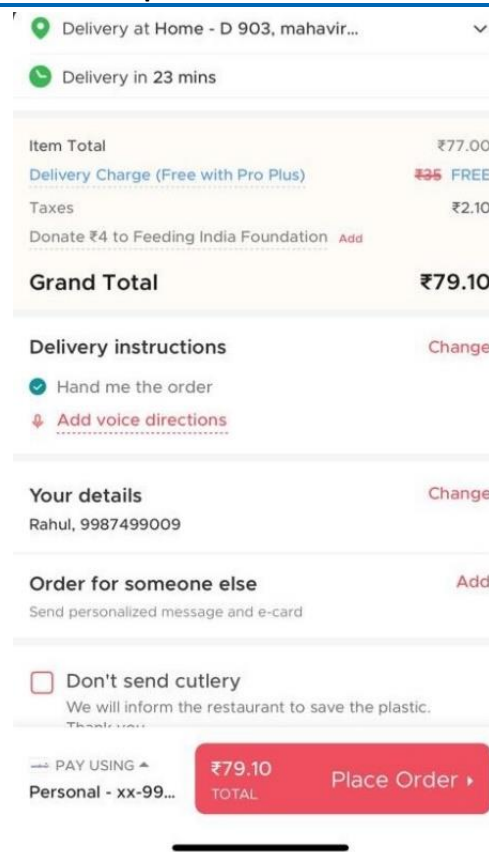 Delivery at Home - D 903, mahavir...
Delivery in 23 mins
Item Total ₹77.00
Delivery Charge (Free with Pro Plus) ₹35 FREE
Taxes ₹2.10
Donate ₹4 to Feeding India Foundation Add
Grand Total ₹79.10
Delivery instructions Change
Hand me the order
Add voice directions
Your details Change
Rahul, 9987499009
Order for someone else Add
Send personalized message and e-card
Don't send cutlery
We will inform the restaurant to save the plastic.
Thank you
PAY USING
₹79.10
Personal - xx-99...
TOTAL
Place Order